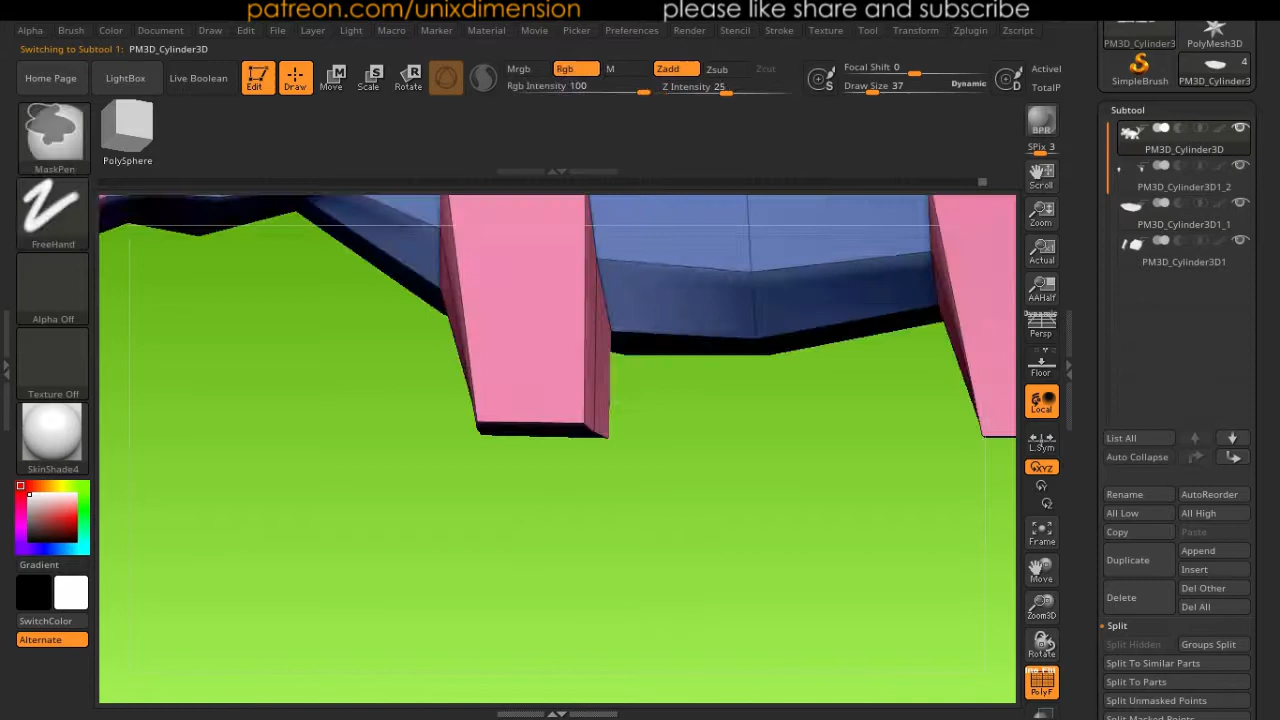 patreon.com/unixdimension please like share and subscribe
Alpha Brush Color Document Draw Edit File Layer Light Macro Marker Material Movie Picker Preferences Render Stencil Stroke Texture Tool Transform Zplugin Zscript
PM3D_Cylinder3 PolyMesh3D
Switching to Subtool 1: PM3D_Cylinder3D
Home Page LightBox Live Boolean Edit Draw Move Scale Rotate
Mrgb Rgb M Zadd Zsub Zcut
Rgb Intensity 100 Z Intensity 25
Focal Shift 0
Draw Size 37 Dynamic
S D
ActiveI
TotalP
SimpleBrush PM3D_Cylinder3
4
MaskPen
PolySphere
FreeHand
Alpha Off
Texture Off
SkinShade4
Gradient
SwitchColor
Alternate
BPR
SPix 3
Scroll
Zoom
Actual
AAHalf
Dynamic
Persp
Floor
Local
L.Sym
XYZ
Y
Z
Frame
Move
Zoom3D
Rotate
PolyF
Subtool
PM3D_Cylinder3D
PM3D_Cylinder3D1_2
PM3D_Cylinder3D1_1
PM3D_Cylinder3D1
List All
Auto Collapse
Rename AutoReorder
All Low All High
Copy Paste
Duplicate Append
Insert
Delete Del Other
Del All
Split
Split Hidden Groups Split
Split To Similar Parts
Split To Parts
Split Unmasked Points